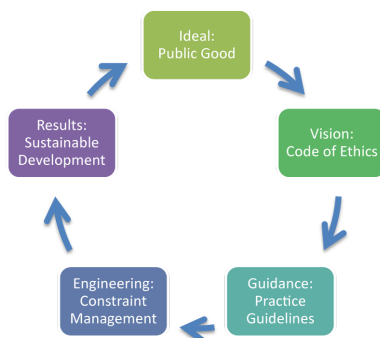 Ideal:
Public Good
Vision:
Code of Ethics
Guidance:
Practice
Guidelines
Engineering:
Constraint
Management
Results:
Sustainable
Development